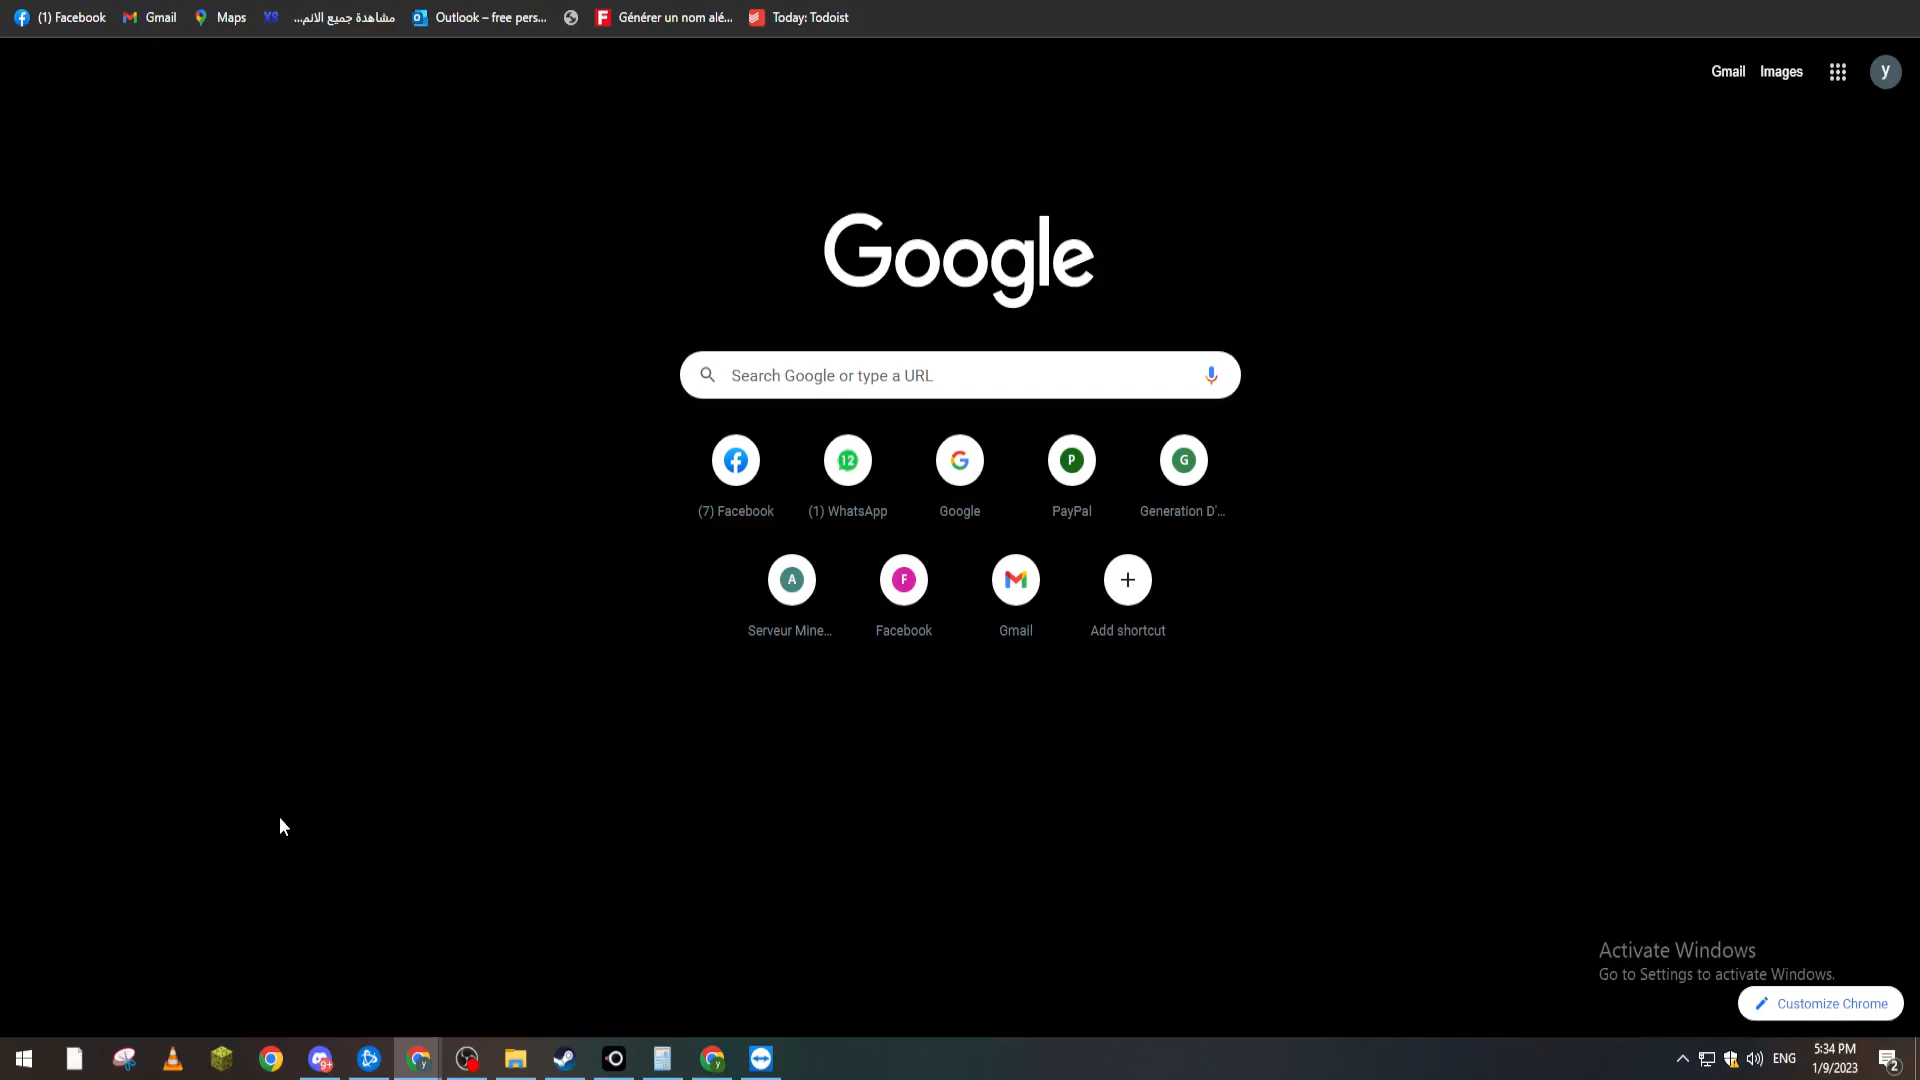 (1) Facebook Gmail Maps XS مشاهدة جميع الانم... Outlook – free pers... Générer un nom alé... Today: Todoist
Gmail Images y
Google
Search Google or type a URL
12 P G
(7) Facebook (1) WhatsApp Google PayPal Generation D'...
A F
Serveur Mine... Facebook Gmail Add shortcut
Activate Windows
Go to Settings to activate Windows.
Customize Chrome
ENG 5:34 PM
1/9/2023
2